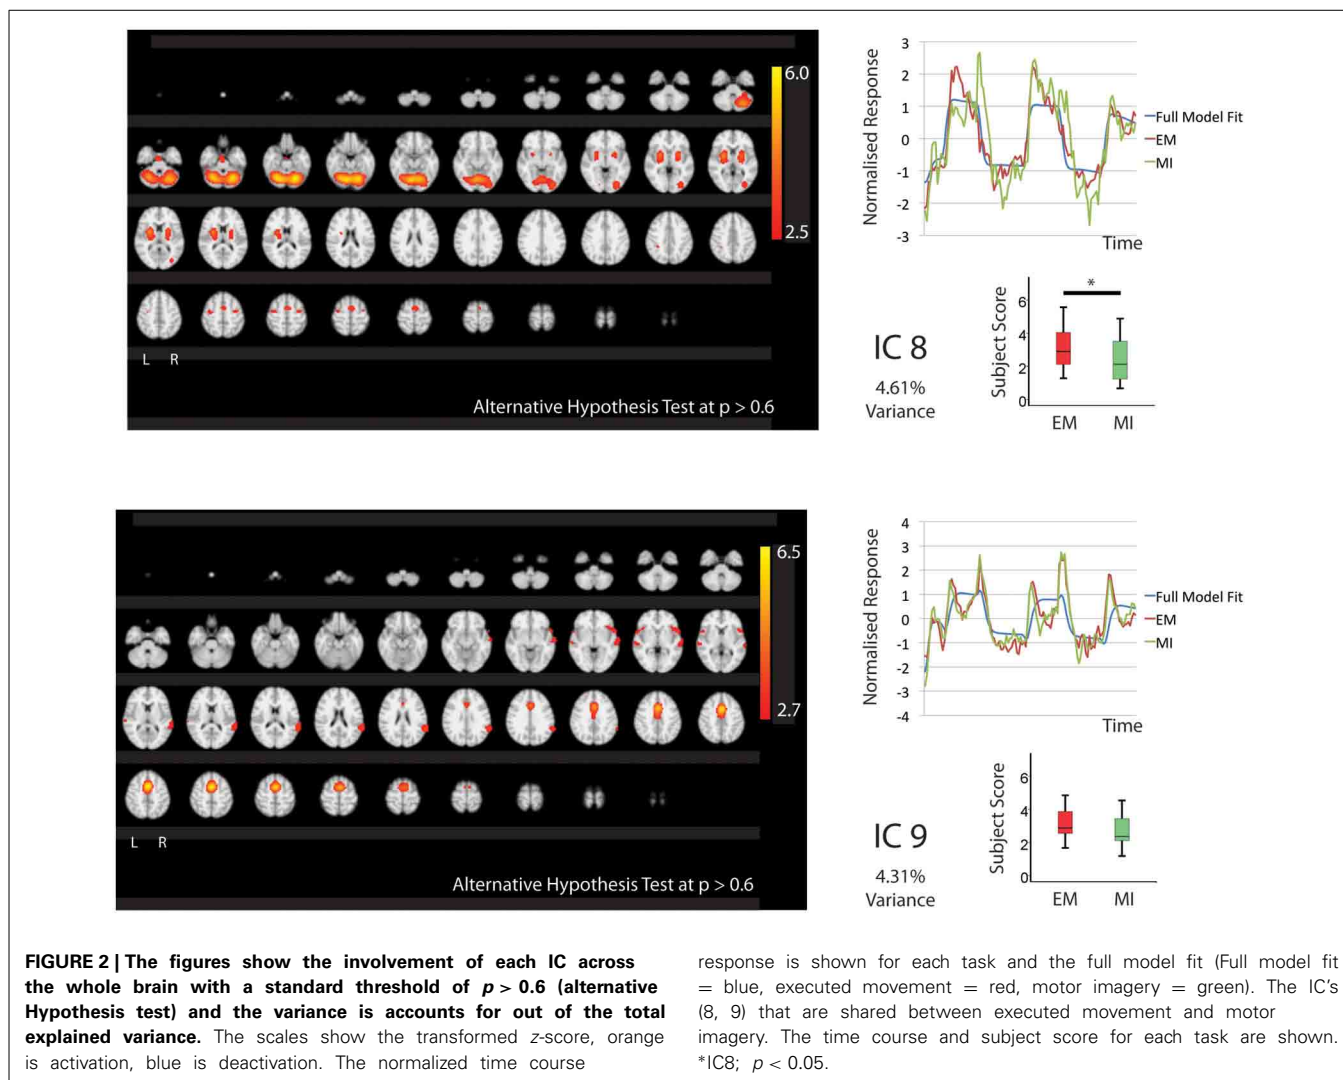 6.0
2.5
L R
Alternative Hypothesis Test at p > 0.6
Normalised Response
3
2
1
0
-1
-2
-3
Time
Full Model Fit
EM
MI
IC 8
4.61%
Variance
Subject Score
6
4
2
0
*
EM MI
6.5
2.7
L R
Alternative Hypothesis Test at p > 0.6
Normalised Response
4
3
2
1
0
-1
-2
-3
-4
Time
Full Model Fit
EM
MI
IC 9
4.31%
Variance
Subject Score
6
4
2
0
EM MI
FIGURE 2 | The figures show the involvement of each IC across
the whole brain with a standard threshold of p > 0.6 (alternative
Hypothesis test) and the variance is accounts for out of the total
explained variance. The scales show the transformed z-score, orange
is activation, blue is deactivation. The normalized time course
response is shown for each task and the full model fit (Full model fit
= blue, executed movement = red, motor imagery = green). The IC's
(8, 9) that are shared between executed movement and motor
imagery. The time course and subject score for each task are shown.
*IC8; p < 0.05.